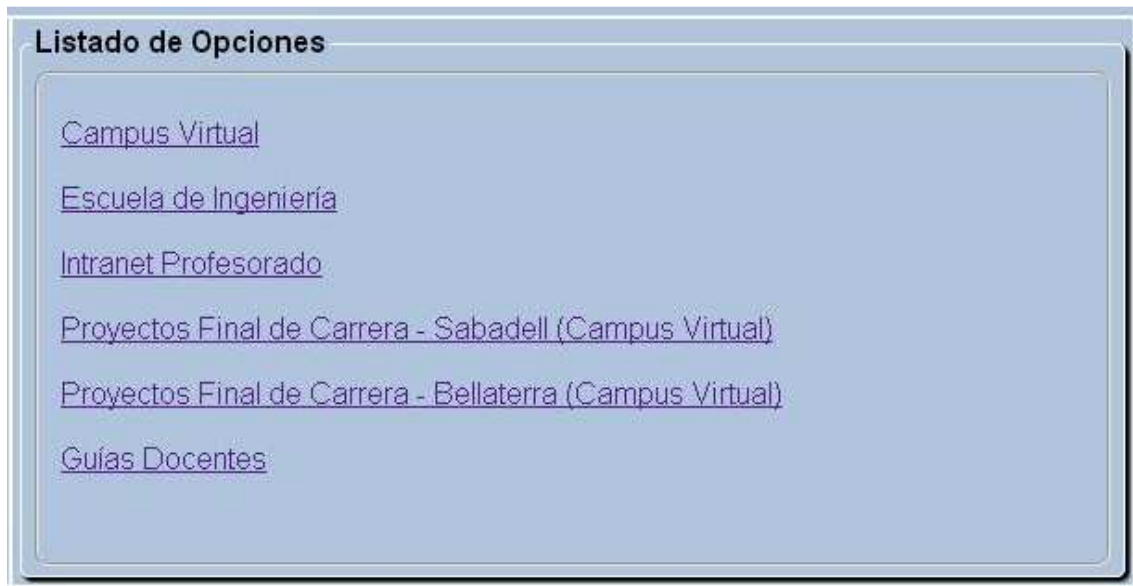 Listado de Opciones
Campus Virtual
Escuela de Ingeniería
Intranet Profesorado
Proyectos Final de Carrera - Sabadell (Campus Virtual)
Proyectos Final de Carrera - Bellaterra (Campus Virtual)
Guías Docentes